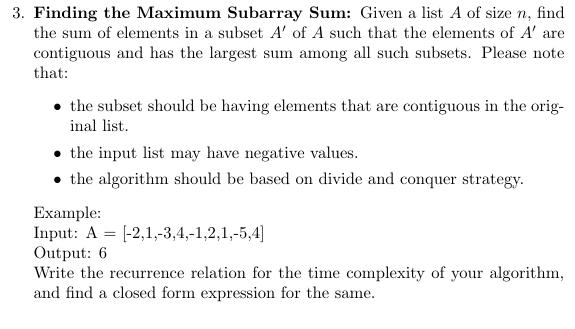 3. Finding the Maximum Subarray Sum: Given a list A of size n, find
the sum of elements in a subset A′ of A such that the elements of A′ are
contiguous and has the largest sum among all such subsets. Please note
that:
• the subset should be having elements that are contiguous in the orig-
inal list.
• the input list may have negative values.
• the algorithm should be based on divide and conquer strategy.
Example:
Input: A = [-2,1,-3,4,-1,2,1,-5,4]
Output: 6
Write the recurrence relation for the time complexity of your algorithm,
and find a closed form expression for the same.